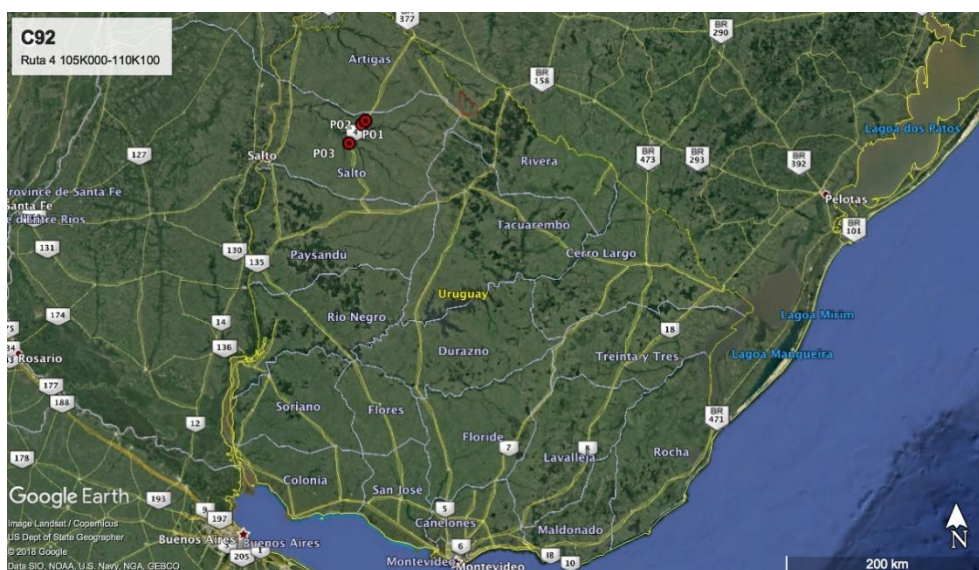 C92
Ruta 4 105K000-110K100
BR
377
BR
290
Artigas
BR
158
P02
P01
P03
127
Salto
Salto
Rivera
BR
473
BR
293
BR
392
Lagoa dos Patos
Pelotas
BR
101
Province de Santa Fe
Santa Fe
e d'Entre Rios
131
130
135
Paysandu
Tacuarembo
Cerro Largo
Uruguay
174
14
136
Rio Negro
Durazno
18
Treinta y Tres
Lagoa Mirim
Lagoa Mangueira
Rosario
177
188
12
Soriano
Flores
Floride
7
8
Lavalleja
Rocha
BR
471
178
193
9
197
Colonia
San José
5
Canelones
6
Maldonado
Montevideo
Montevideo
10
Buenos Aires
Buenos Aires
205
1
Google Earth
Image Landsat / Copernicus
US Dept of State Geographer
© 2018 Google
Data SIO, NOAA, U.S. Navy, NGA, GEBCO
N
200 km